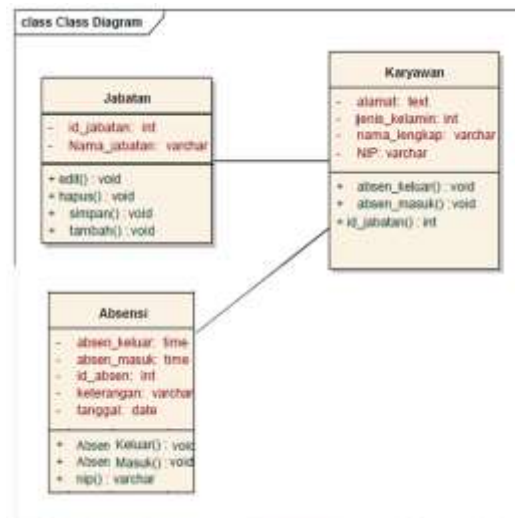 class Class Diagram
Jabatan
- id_jabatan: int
- Nama_jabatan: varchar
+ edit() : void
+ hapus() : void
+ simpan() : void
+ tambah() : void
Karyawan
- alamat: text
- jenis_kelamin: int
- nama_lengkap: varchar
- NIP: varchar
+ absen_keluar() : void
+ absen_masuk() : void
+ id_jabatan() : int
Absensi
- absen_keluar: time
- absen_masuk: time
- id_absen: int
- keterangan: varchar
- tanggal: date
+ Absen Keluar() : void
+ Absen Masuk() : void
+ nip() : varchar